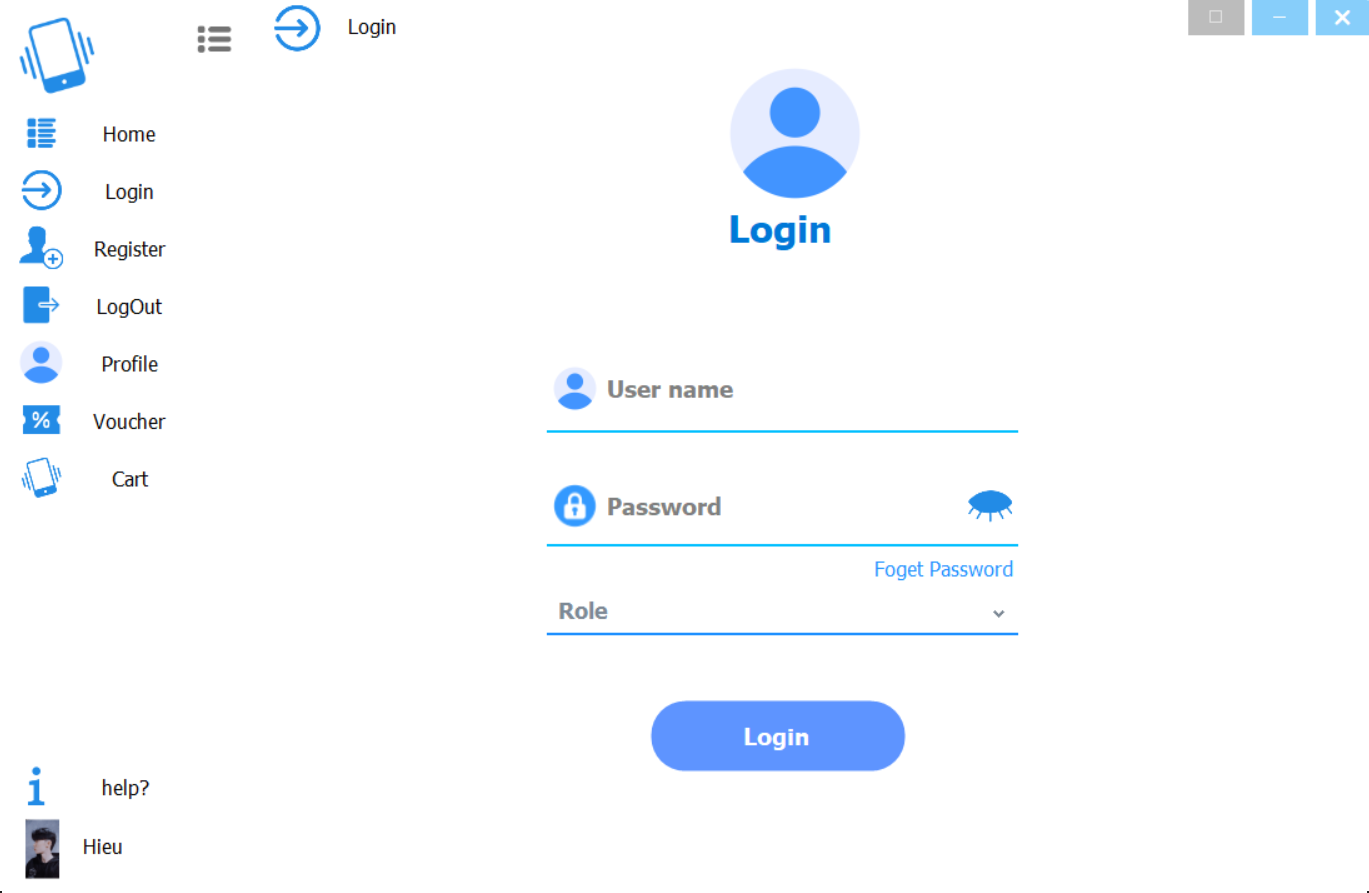 Login
Home
Login
Register
LogOut
Profile
%
Voucher
Cart
help?
Hieu
Login
User name
Password
Foget Password
Role
Login